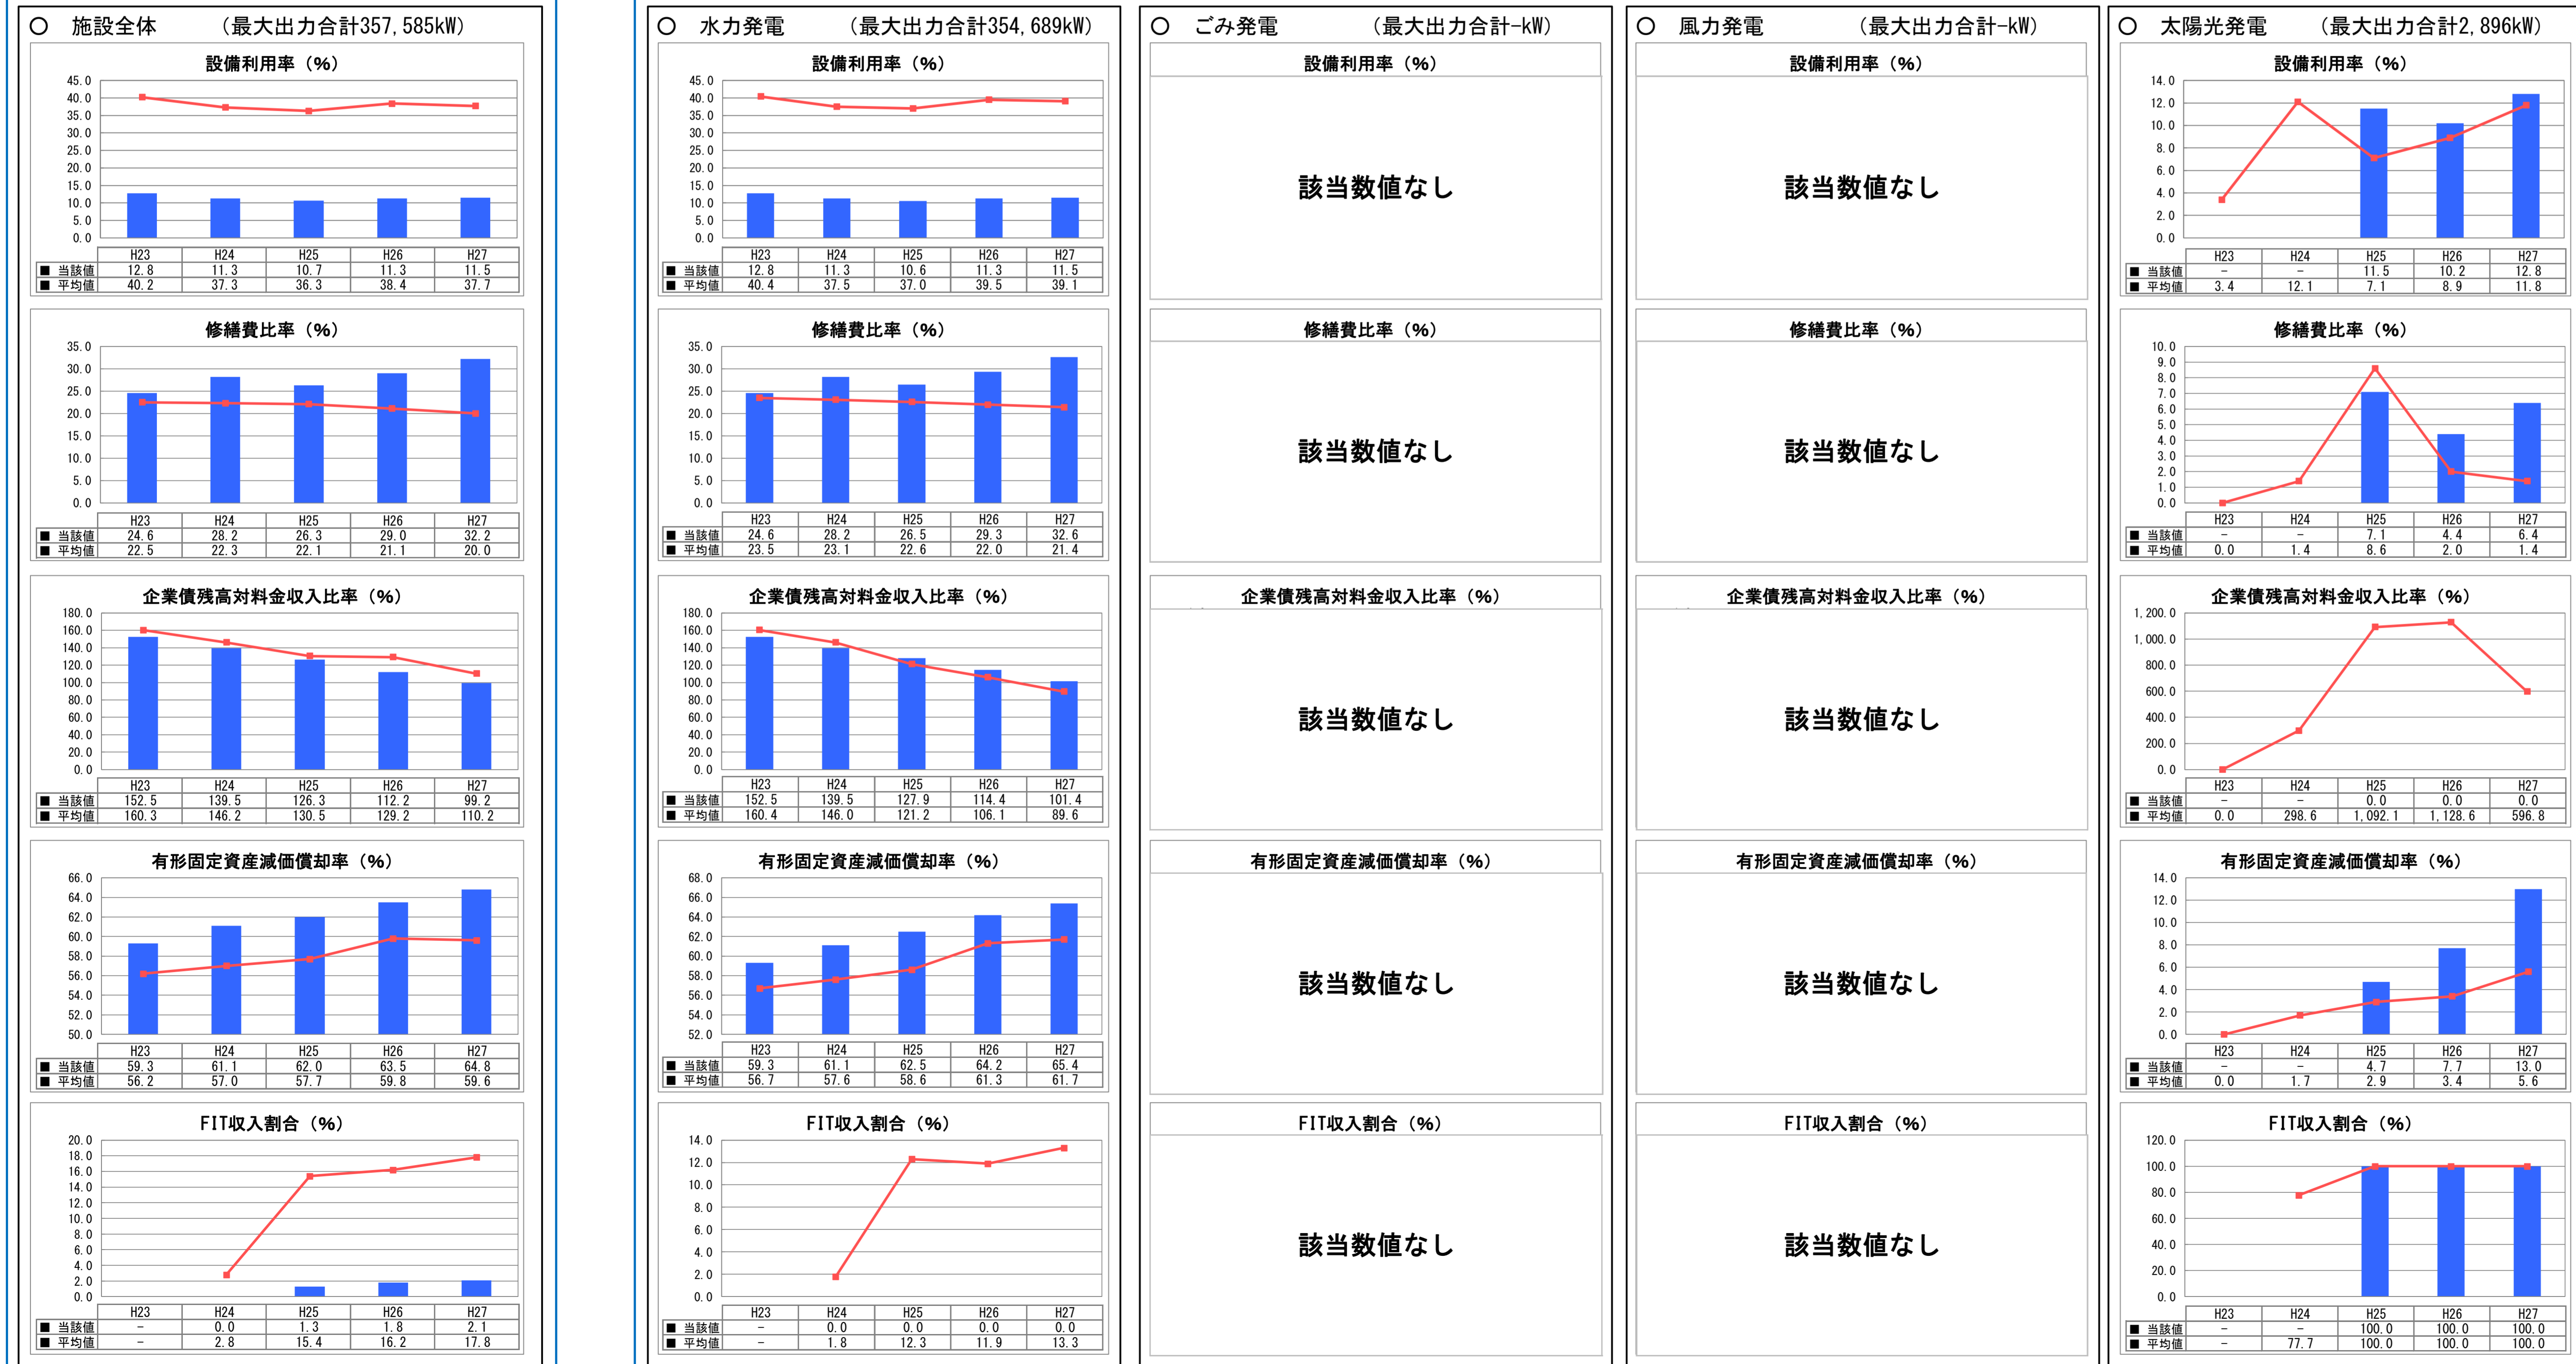 ○ 施設全体 （最大出力合計357,585kW）
設備利用率（%）
45.0
40.0
35.0
30.0
25.0
20.0
15.0
10.0
5.0
0.0
H23 H24 H25 H26 H27
■ 当該値 12.8 11.3 10.7 11.3 11.5
■ 平均値 40.2 37.3 36.3 38.4 37.7
修繕費比率（%）
35.0
30.0
25.0
20.0
15.0
10.0
5.0
0.0
H23 H24 H25 H26 H27
■ 当該値 24.6 28.2 26.3 29.0 32.2
■ 平均値 22.5 22.3 22.1 21.1 20.0
企業債残高対料金収入比率（%）
180.0
160.0
140.0
120.0
100.0
80.0
60.0
40.0
20.0
0.0
H23 H24 H25 H26 H27
■ 当該値 152.5 139.5 126.3 112.2 99.2
■ 平均値 160.3 146.2 130.5 129.2 110.2
有形固定資産減価償却率（%）
66.0
64.0
62.0
60.0
58.0
56.0
54.0
52.0
50.0
H23 H24 H25 H26 H27
■ 当該値 59.3 61.1 62.0 63.5 64.8
■ 平均値 56.2 57.0 57.7 59.8 59.6
FIT収入割合（%）
20.0
18.0
16.0
14.0
12.0
10.0
8.0
6.0
4.0
2.0
0.0
H23 H24 H25 H26 H27
■ 当該値 - 0.0 1.3 1.8 2.1
■ 平均値 - 2.8 15.4 16.2 17.8
○ 水力発電 （最大出力合計354,689kW）
設備利用率（%）
45.0
40.0
35.0
30.0
25.0
20.0
15.0
10.0
5.0
0.0
H23 H24 H25 H26 H27
■ 当該値 12.8 11.3 10.6 11.3 11.5
■ 平均値 40.4 37.5 37.0 39.5 39.1
修繕費比率（%）
35.0
30.0
25.0
20.0
15.0
10.0
5.0
0.0
H23 H24 H25 H26 H27
■ 当該値 24.6 28.2 26.5 29.3 32.6
■ 平均値 23.5 23.1 22.6 22.0 21.4
企業債残高対料金収入比率（%）
180.0
160.0
140.0
120.0
100.0
80.0
60.0
40.0
20.0
0.0
H23 H24 H25 H26 H27
■ 当該値 152.5 139.5 127.9 114.4 101.4
■ 平均値 160.4 146.0 121.2 106.1 89.6
有形固定資産減価償却率（%）
68.0
66.0
64.0
62.0
60.0
58.0
56.0
54.0
52.0
H23 H24 H25 H26 H27
■ 当該値 59.3 61.1 62.5 64.2 65.4
■ 平均値 56.7 57.6 58.6 61.3 61.7
FIT収入割合（%）
14.0
12.0
10.0
8.0
6.0
4.0
2.0
0.0
H23 H24 H25 H26 H27
■ 当該値 - 0.0 0.0 0.0 0.0
■ 平均値 - 1.8 12.3 11.9 13.3
○ ごみ発電 （最大出力合計-kW）
設備利用率（%）
該当数値なし
修繕費比率（%）
該当数値なし
企業債残高対料金収入比率（%）
該当数値なし
有形固定資産減価償却率（%）
該当数値なし
FIT収入割合（%）
該当数値なし
○ 風力発電 （最大出力合計-kW）
設備利用率（%）
該当数値なし
修繕費比率（%）
該当数値なし
企業債残高対料金収入比率（%）
該当数値なし
有形固定資産減価償却率（%）
該当数値なし
FIT収入割合（%）
該当数値なし
○ 太陽光発電 （最大出力合計2,896kW）
設備利用率（%）
14.0
12.0
10.0
8.0
6.0
4.0
2.0
0.0
H23 H24 H25 H26 H27
■ 当該値 - - 11.5 10.2 12.8
■ 平均値 3.4 12.1 7.1 8.9 11.8
修繕費比率（%）
10.0
9.0
8.0
7.0
6.0
5.0
4.0
3.0
2.0
1.0
0.0
H23 H24 H25 H26 H27
■ 当該値 - - 7.1 4.4 6.4
■ 平均値 0.0 1.4 8.6 2.0 1.4
企業債残高対料金収入比率（%）
1,200.0
1,000.0
800.0
600.0
400.0
200.0
0.0
H23 H24 H25 H26 H27
■ 当該値 - - 0.0 0.0 0.0
■ 平均値 0.0 298.6 1,092.1 1,128.6 596.8
有形固定資産減価償却率（%）
14.0
12.0
10.0
8.0
6.0
4.0
2.0
0.0
H23 H24 H25 H26 H27
■ 当該値 - - 4.7 7.7 13.0
■ 平均値 0.0 1.7 2.9 3.4 5.6
FIT収入割合（%）
120.0
100.0
80.0
60.0
40.0
20.0
0.0
H23 H24 H25 H26 H27
■ 当該値 - - 100.0 100.0 100.0
■ 平均値 - 77.7 100.0 100.0 100.0